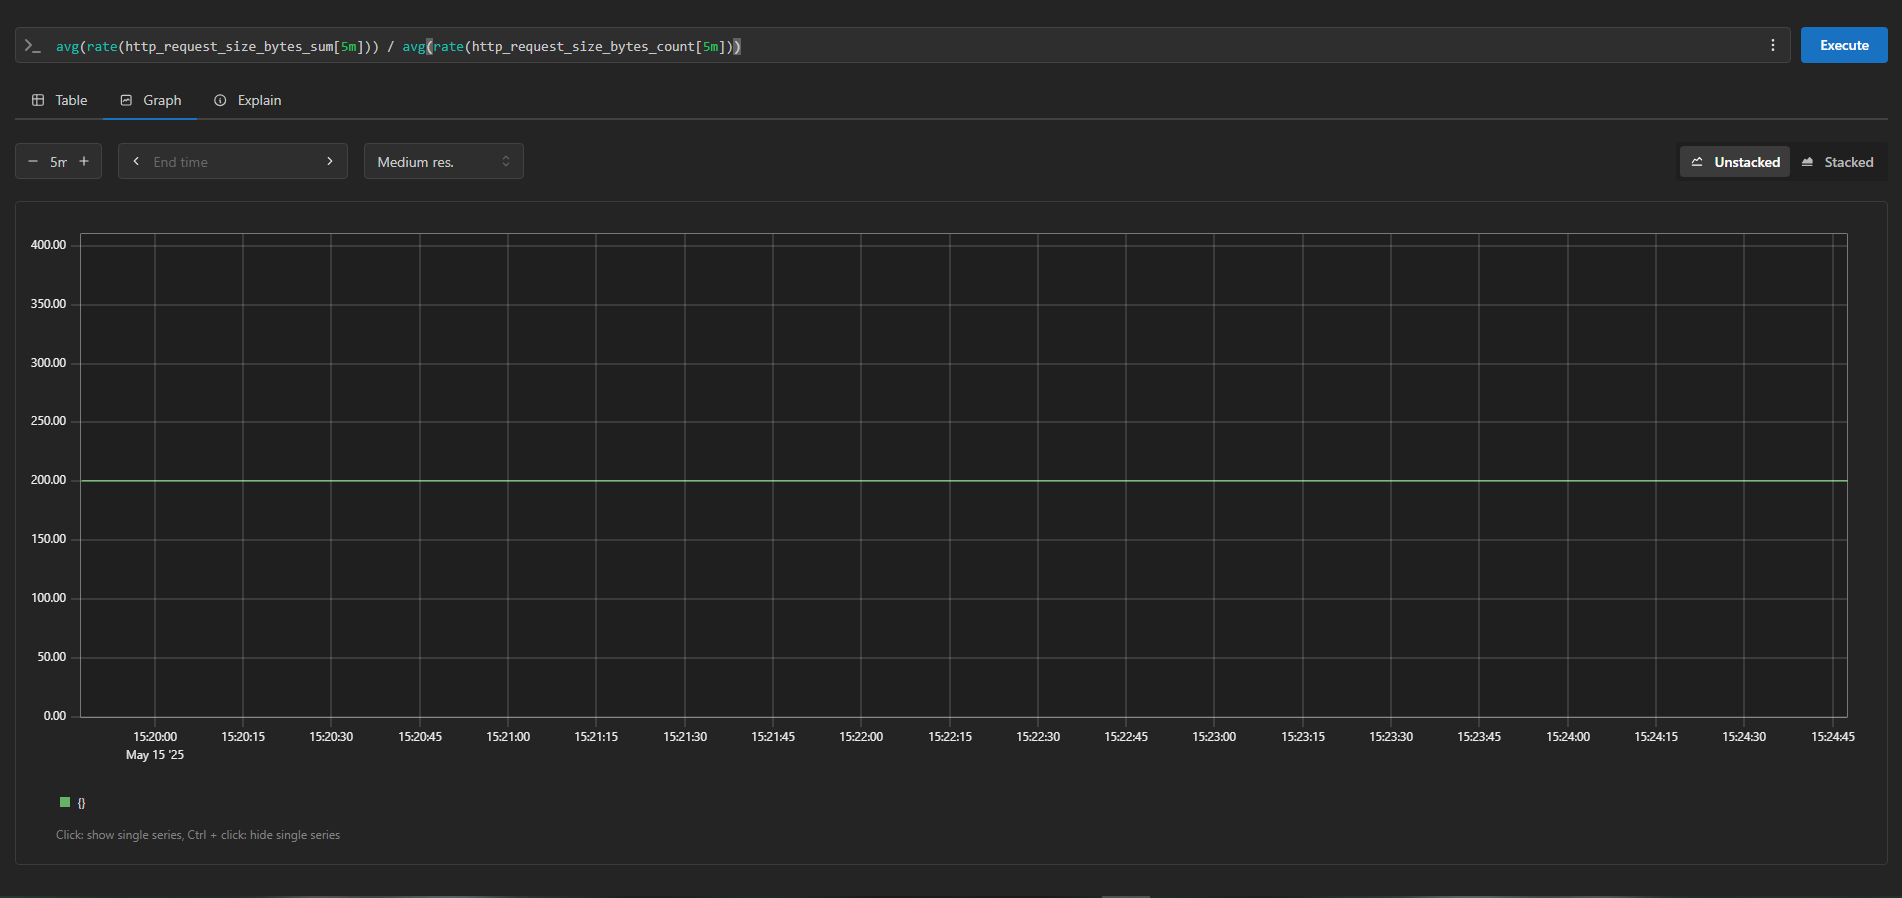 >_ avg(rate(http_request_size_bytes_sum[5m])) / avg(rate(http_request_size_bytes_count[5m]))
Execute
Table Graph Explain
− 5m + < End time > Medium res. Unstacked Stacked
400.00
350.00
300.00
250.00
200.00
150.00
100.00
50.00
0.00
15:20:00 15:20:15 15:20:30 15:20:45 15:21:00 15:21:15 15:21:30 15:21:45 15:22:00 15:22:15 15:22:30 15:22:45 15:23:00 15:23:15 15:23:30 15:23:45 15:24:00 15:24:15 15:24:30 15:24:45
May 15 '25
{}
Click: show single series, Ctrl + click: hide single series